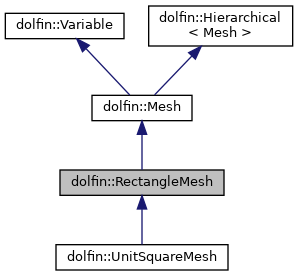 dolfin::Variable
dolfin::Hierarchical
< Mesh >
dolfin::Mesh
dolfin::RectangleMesh
dolfin::UnitSquareMesh